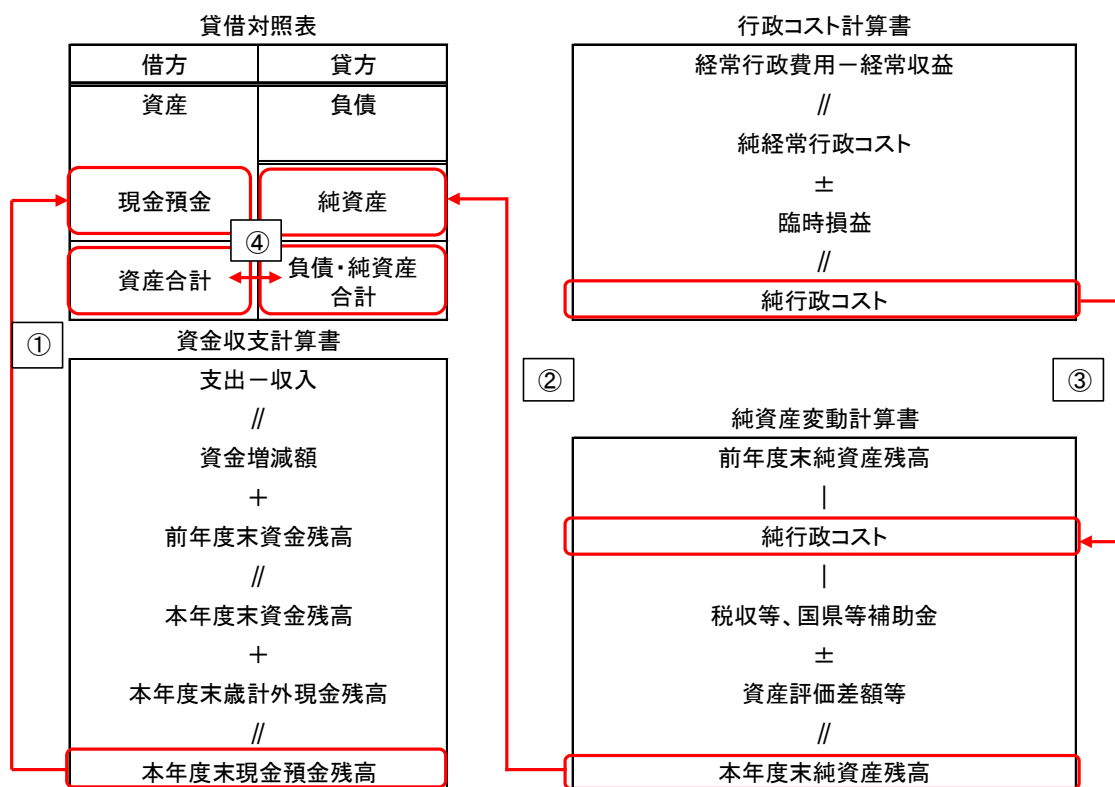 貸借対照表
借方
貸方
資産
負債
現金預金
純資産
④
資産合計
負債・純資産
合計
①
資金収支計算書
支出－収入
//
資金増減額
＋
前年度末資金残高
//
本年度末資金残高
＋
本年度末歳計外現金残高
//
本年度末現金預金残高
行政コスト計算書
経常行政費用－経常収益
//
純経常行政コスト
±
臨時損益
//
純行政コスト
②
③
純資産変動計算書
前年度末純資産残高
｜
純行政コスト
｜
税収等、国県等補助金
±
資産評価差額等
//
本年度末純資産残高